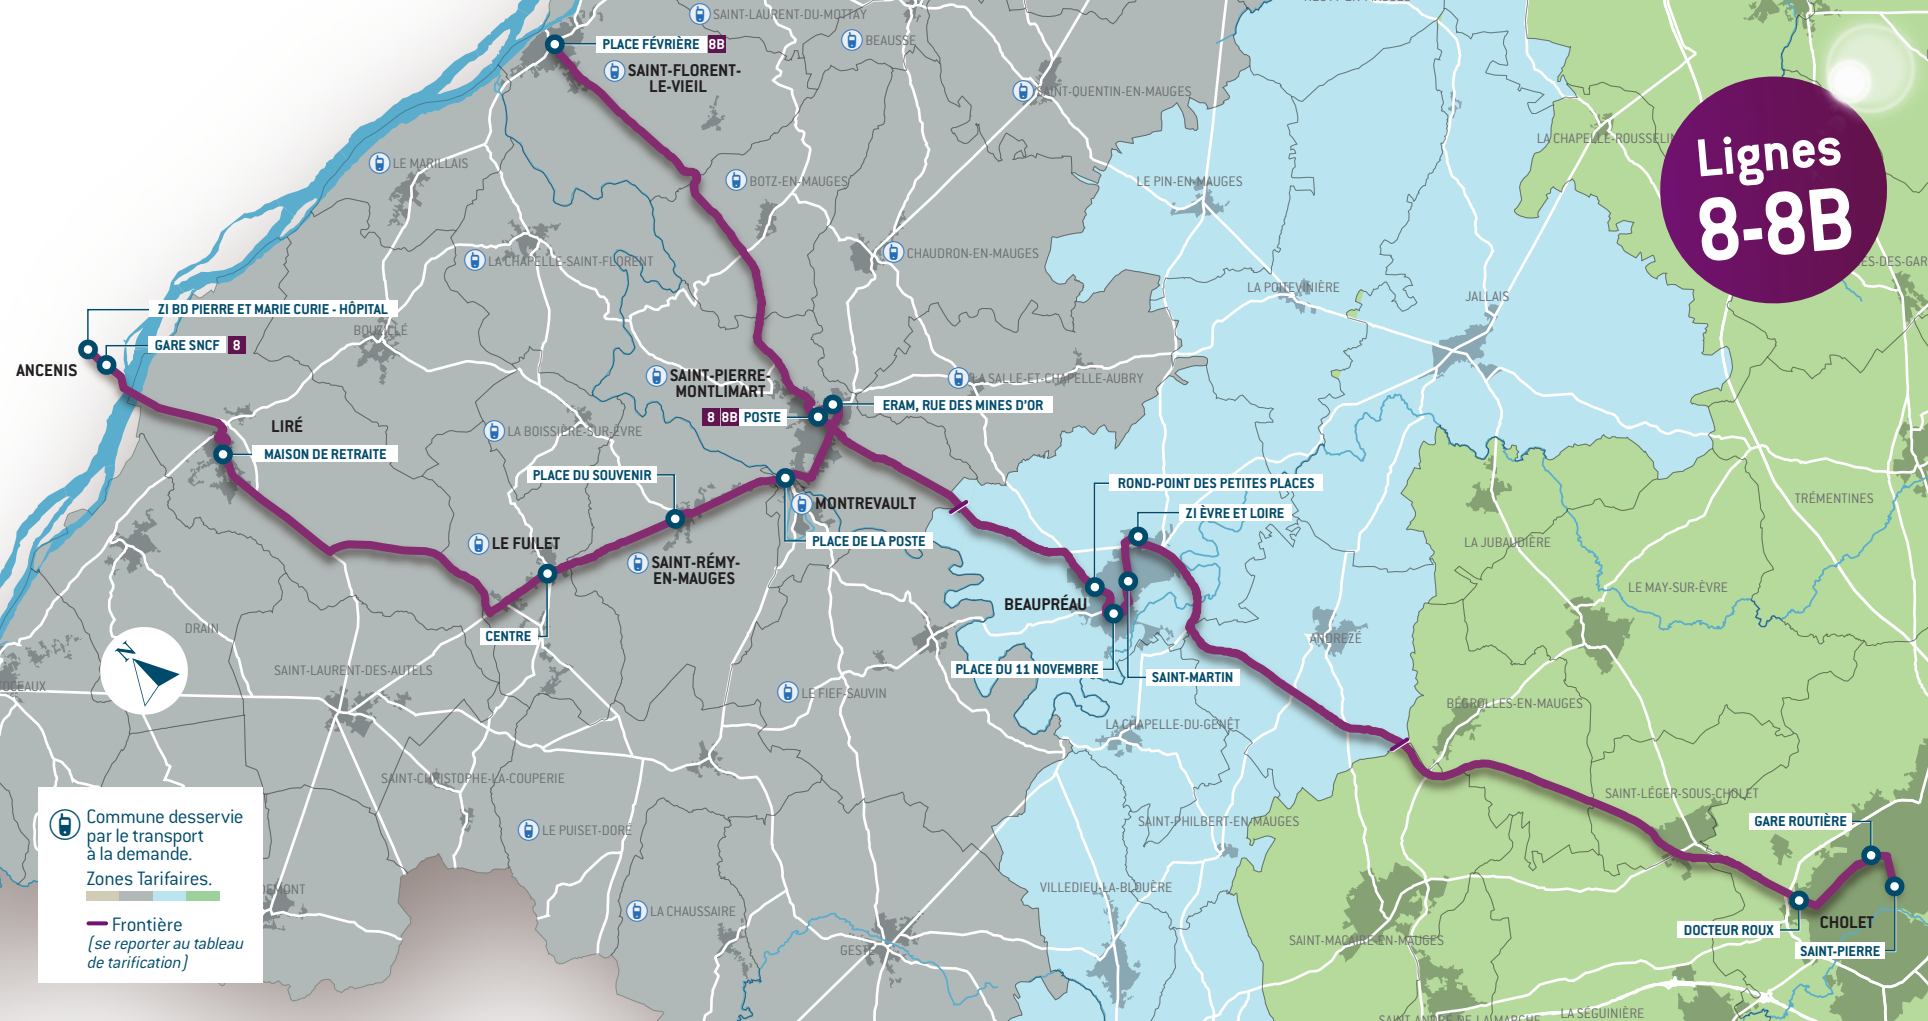 SAINT-LAURENT-DU-MOTTAY
BEAUSSE
PLACE FÉVRIÈRE 8B
SAINT-FLORENT-
LE-VIEIL
SAINT-QUENTIN-EN-MAUGES
LA CHAPELLE-ROUSSELIN
Lignes
8-8B
LE MARILLAIS
BOTZ-EN-MAUGES
LE PIN-EN-MAUGES
CHAUDRON-EN-MAUGES
LA CHAPELLE-SAINT-FLORENT
LA POITEVINIÈRE
JALLAIS
ZI BD PIERRE ET MARIE CURIE - HÔPITAL
BOUZILLÉ
GARE SNCF 8
ANCENIS
SAINT-PIERRE-
MONTLIMART
LA SALLE-ET-CHAPELLE-AUBRY
ERAM, RUE DES MINES D'OR
8 8B POSTE
LIRÉ
LA BOISSIÈRE-SUR-ÈVRE
MAISON DE RETRAITE
PLACE DU SOUVENIR
ROND-POINT DES PETITES PLACES
TRÉMENTINES
MONTREVAULT
ZI ÈVRE ET LOIRE
LE FUILET
PLACE DE LA POSTE
LA JUBAUDIÈRE
SAINT-RÉMY-
EN-MAUGES
LE MAY-SUR-ÈVRE
BEAUPRÉAU
DRAIN
CENTRE
ANDREZÉ
SAINT-LAURENT-DES-AUTELS
PLACE DU 11 NOVEMBRE
SAINT-MARTIN
N
LE FIEF-SAUVIN
BÉGROLLES-EN-MAUGES
LA CHAPELLE-DU-GENÊT
SAINT-CHRISTOPHE-LA-COUPERIE
SAINT-LÉGER-SOUS-CHOLET
Commune desservie
par le transport
à la demande.
Zones Tarifaires.
Frontière
(se reporter au tableau
de tarification)
LE PUISET-DORÉ
SAINT-PHILBERT-EN-MAUGES
GARE ROUTIÈRE
VILLEDIEU-LA-BLOUÈRE
LA CHAUSSAIRE
CHOLET
DOCTEUR ROUX
SAINT-MACAIRE-EN-MAUGES
GESTÉ
SAINT-PIERRE
LA SÉGUINIÈRE
SAINT-ANDRÉ-DE-LA-MARCHE